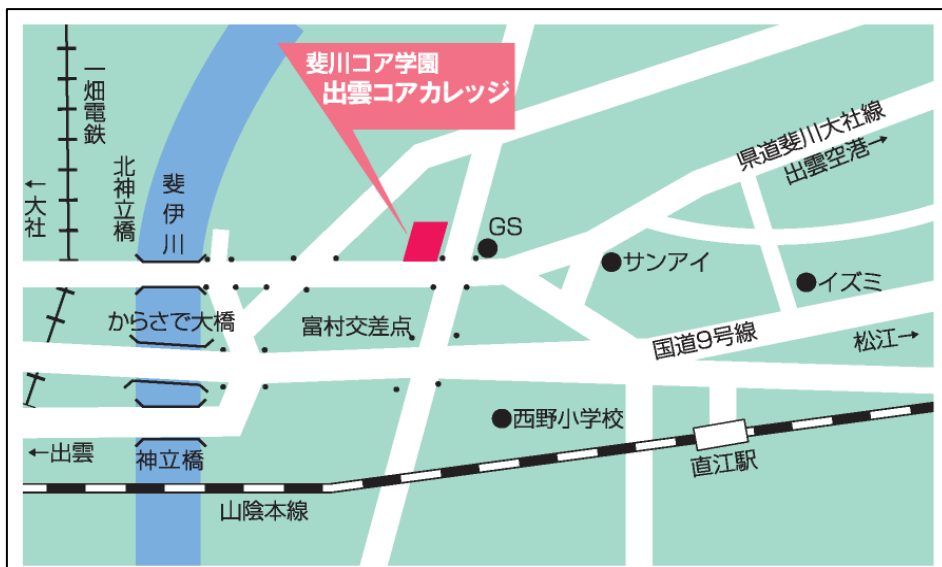 斐川コア学園
出雲コアカレッジ
一畑電鉄
北神立橋
斐伊川
←大社
県道斐川大社線
出雲空港→
GS
サンアイ
イズミ
からさで大橋
富村交差点
国道9号線
松江→
西野小学校
←出雲
神立橋
直江駅
山陰本線